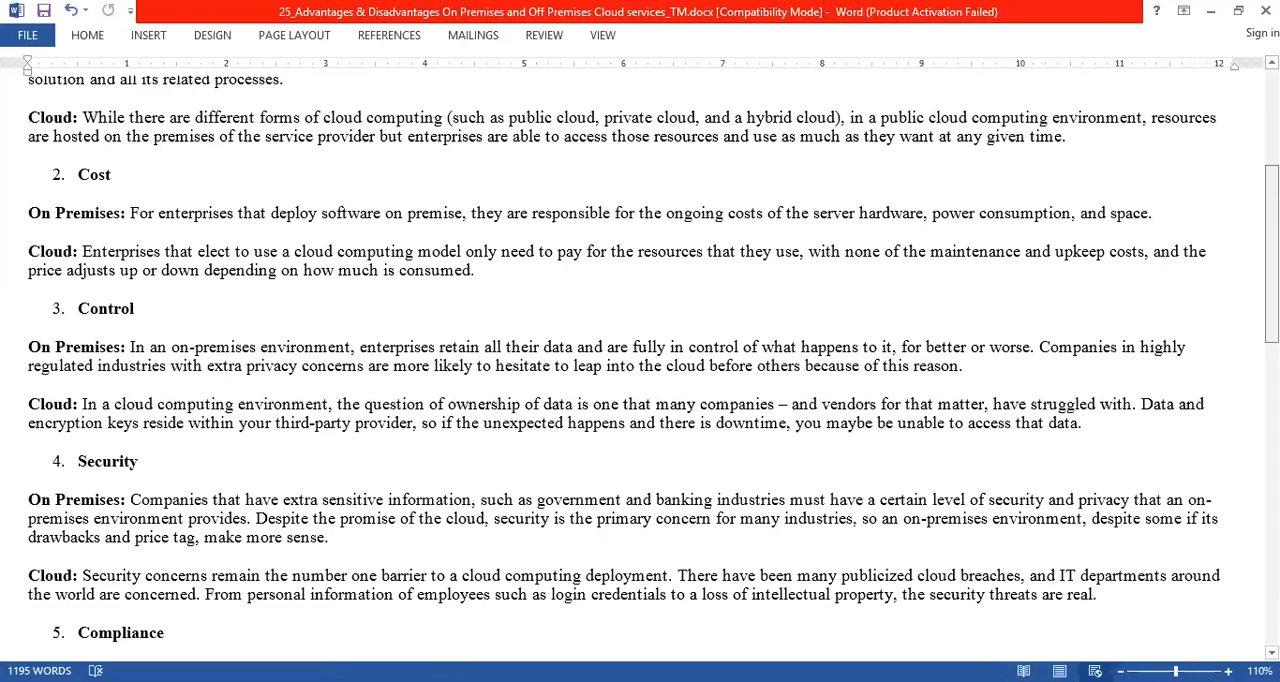 25_Advantages & Disadvantages On Premises and Off Premises Cloud services_TM.docx [Compatibility Mode] - Word (Product Activation Failed)
FILE HOME INSERT DESIGN PAGE LAYOUT REFERENCES MAILINGS REVIEW VIEW Sign in
1 2 3 4 5 6 7 8 9 10 11 12
solution and all its related processes.
Cloud: While there are different forms of cloud computing (such as public cloud, private cloud, and a hybrid cloud), in a public cloud computing environment, resources
are hosted on the premises of the service provider but enterprises are able to access those resources and use as much as they want at any given time.
2. Cost
On Premises: For enterprises that deploy software on premise, they are responsible for the ongoing costs of the server hardware, power consumption, and space.
Cloud: Enterprises that elect to use a cloud computing model only need to pay for the resources that they use, with none of the maintenance and upkeep costs, and the
price adjusts up or down depending on how much is consumed.
3. Control
On Premises: In an on-premises environment, enterprises retain all their data and are fully in control of what happens to it, for better or worse. Companies in highly
regulated industries with extra privacy concerns are more likely to hesitate to leap into the cloud before others because of this reason.
Cloud: In a cloud computing environment, the question of ownership of data is one that many companies – and vendors for that matter, have struggled with. Data and
encryption keys reside within your third-party provider, so if the unexpected happens and there is downtime, you maybe be unable to access that data.
4. Security
On Premises: Companies that have extra sensitive information, such as government and banking industries must have a certain level of security and privacy that an on-
premises environment provides. Despite the promise of the cloud, security is the primary concern for many industries, so an on-premises environment, despite some if its
drawbacks and price tag, make more sense.
Cloud: Security concerns remain the number one barrier to a cloud computing deployment. There have been many publicized cloud breaches, and IT departments around
the world are concerned. From personal information of employees such as login credentials to a loss of intellectual property, the security threats are real.
5. Compliance
1195 WORDS 110%